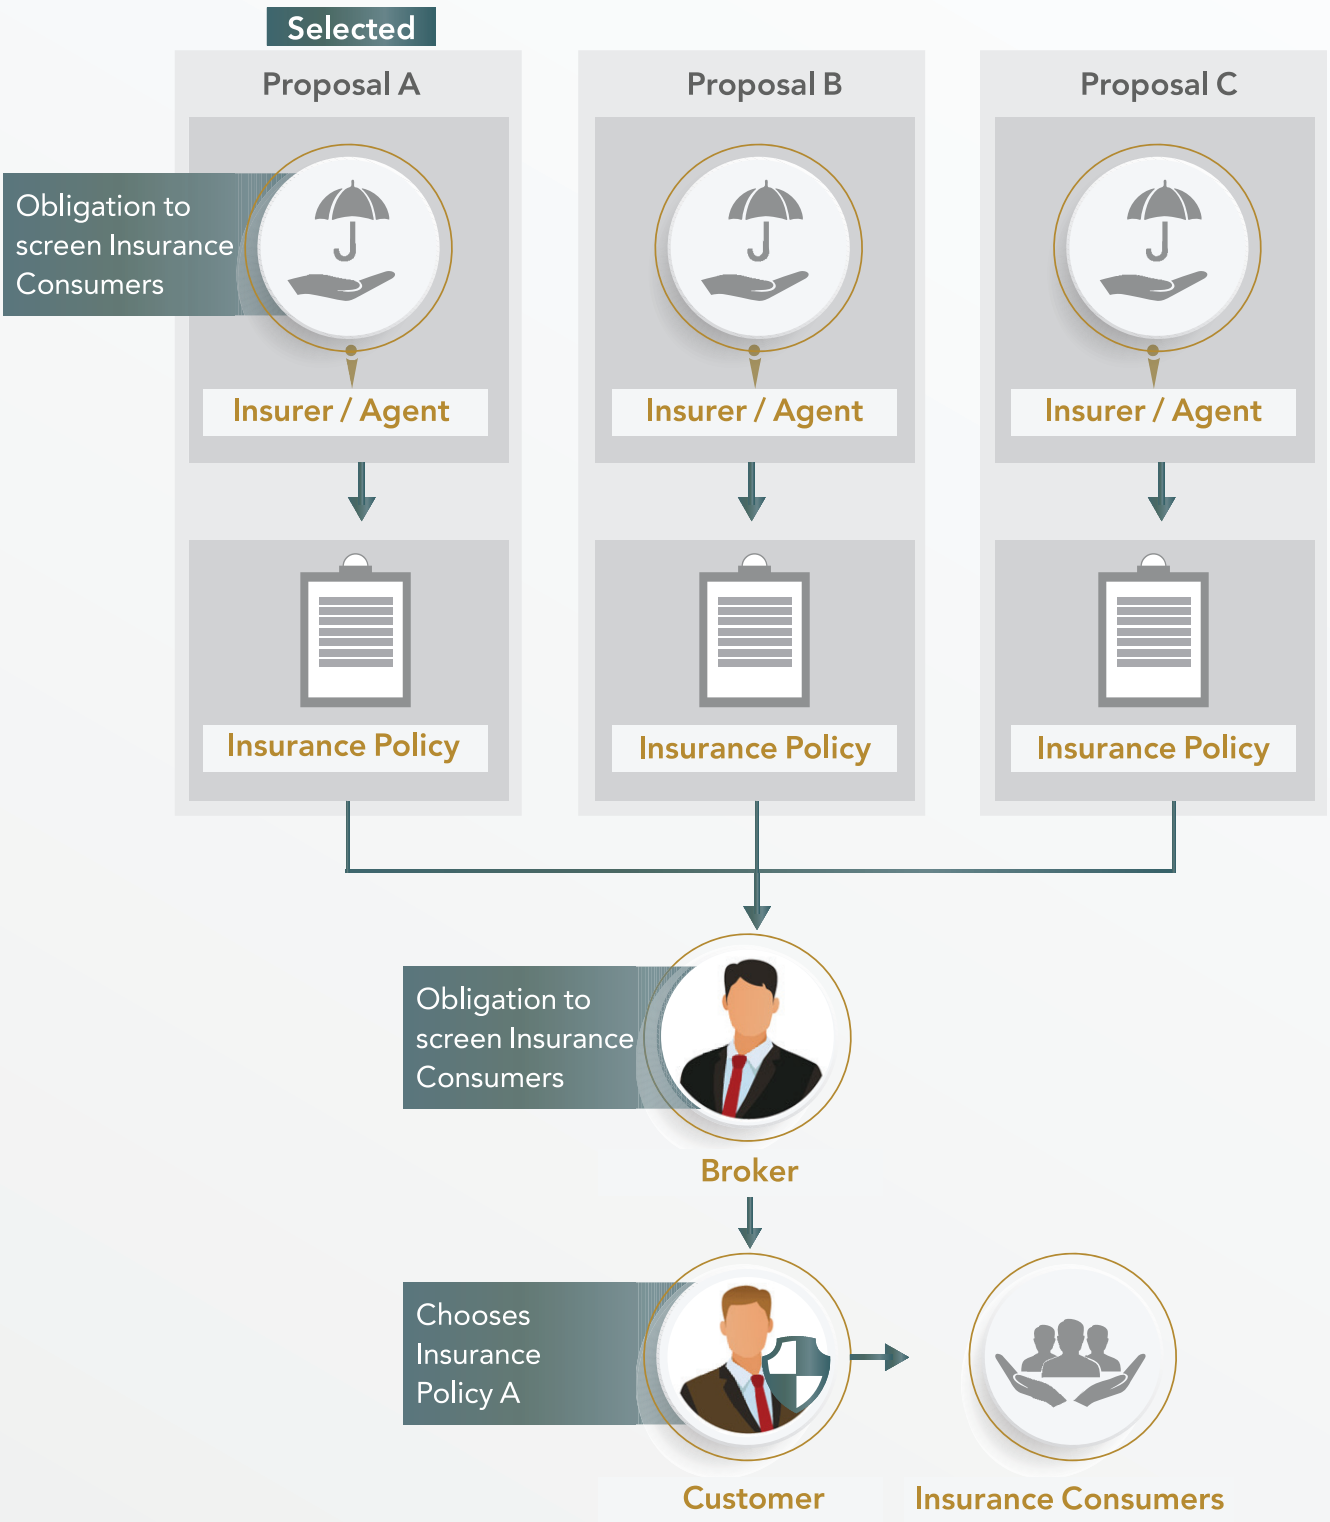 Selected
Proposal A
Proposal B
Proposal C
Obligation to
screen Insurance
Consumers
Insurer / Agent
Insurer / Agent
Insurer / Agent
Insurance Policy
Insurance Policy
Insurance Policy
Obligation to
screen Insurance
Consumers
Broker
Chooses
Insurance
Policy A
Customer
Insurance Consumers